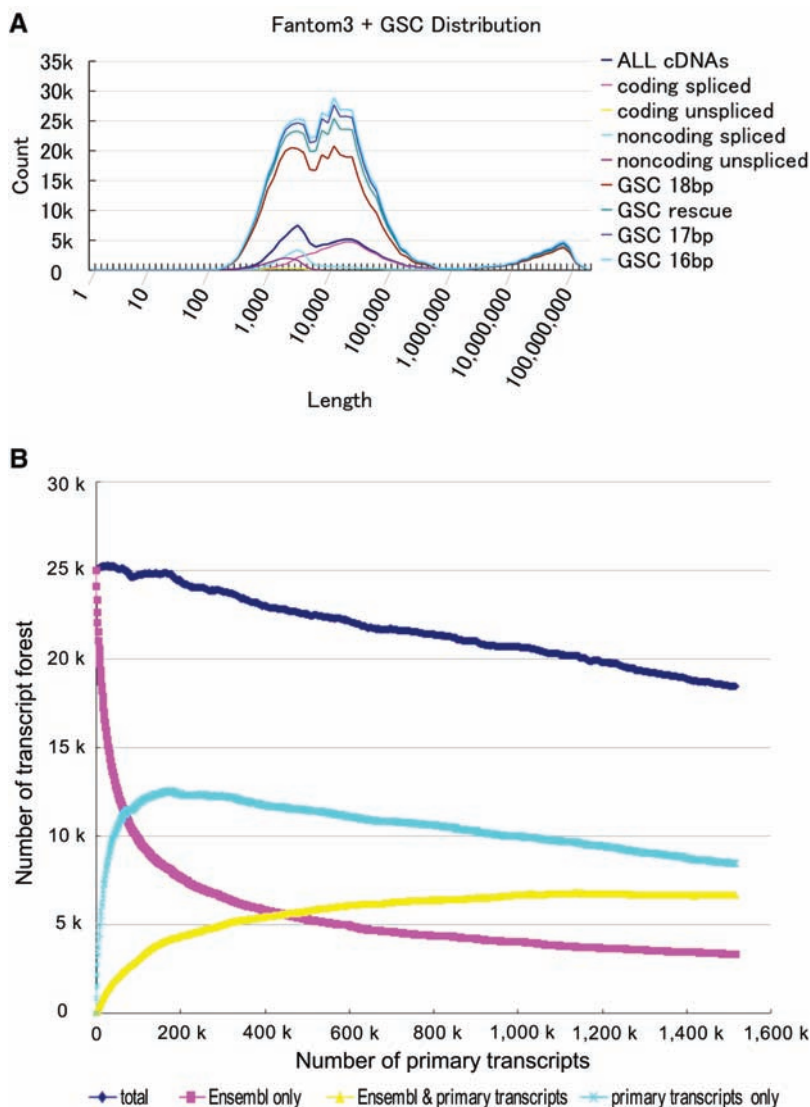 A
Fantom3 + GSC Distribution
Count
35k
30k
25k
20k
15k
10k
5k
0
1
10
100
1,000
10,000
100,000
1,000,000
10,000,000
100,000,000
Length
ALL cDNAs
coding spliced
coding unspliced
noncoding spliced
noncoding unspliced
GSC 18bp
GSC rescue
GSC 17bp
GSC 16bp
B
Number of transcript forest
30 k
25 k
20 k
15 k
10 k
5 k
0
0
200 k
400 k
600 k
800 k
1,000 k
1,200 k
1,400 k
1,600 k
Number of primary transcripts
total
Ensembl only
Ensembl & primary transcripts
primary transcripts only